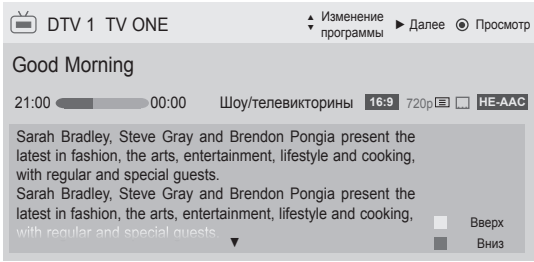 DTV 1 TV ONE
Изменение программы
Далее
Просмотр
Good Morning
21:00 00:00 Шоу/телевикторины 16:9 720p HE-AAC
Sarah Bradley, Steve Gray and Brendon Pongia present the
latest in fashion, the arts, entertainment, lifestyle and cooking,
with regular and special guests.
Sarah Bradley, Steve Gray and Brendon Pongia present the
latest in fashion, the arts, entertainment, lifestyle and cooking,
with regular and special guests.
Вверх
Вниз